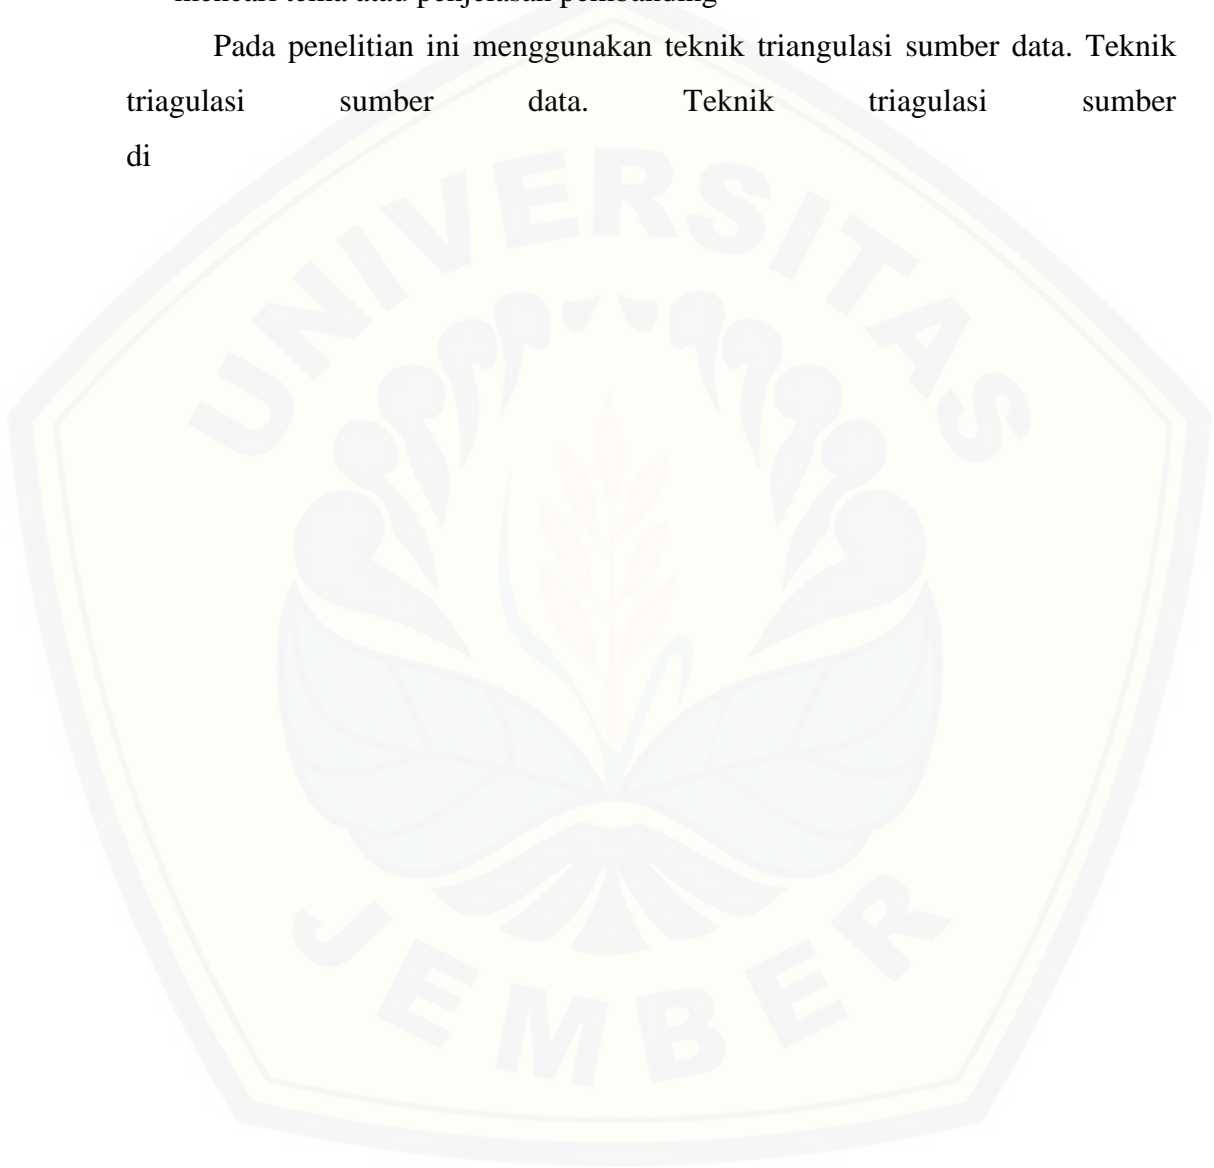 mencari tema atau penjelasan pembanding
Pada penelitian ini menggunakan teknik triangulasi sumber data. Teknik
triagulasi sumber data. Teknik triagulasi sumber
di
UNIVERSITAS
JEMBER